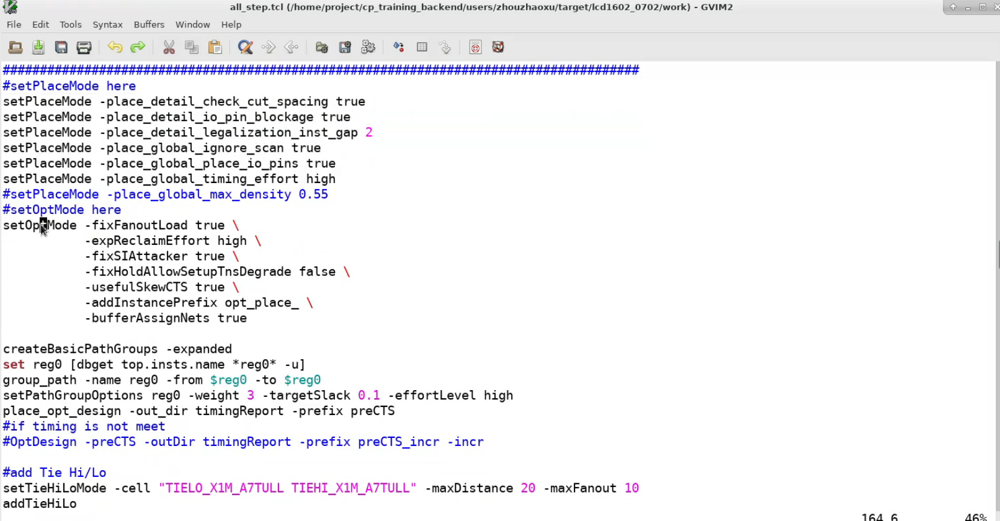 all_step.tcl (/home/project/cp_training_backend/users/zhouzhaoxu/target/lcd1602_0702/work) - GVIM2
File Edit Tools Syntax Buffers Window Help
######################################################################################
#setPlaceMode here
setPlaceMode -place_detail_check_cut_spacing true
setPlaceMode -place_detail_io_pin_blockage true
setPlaceMode -place_detail_legalization_inst_gap 2
setPlaceMode -place_global_ignore_scan true
setPlaceMode -place_global_place_io_pins true
setPlaceMode -place_global_timing_effort high
#setPlaceMode -place_global_max_density 0.55
#setOptMode here
setOptMode -fixFanoutLoad true \
-expReclaimEffort high \
-fixSIAttacker true \
-fixHoldAllowSetupTnsDegrade false \
-usefulSkewCTS true \
-addInstancePrefix opt_place_ \
-bufferAssignNets true
createBasicPathGroups -expanded
set reg0 [dbget top.insts.name *reg0* -u]
group_path -name reg0 -from $reg0 -to $reg0
setPathGroupOptions reg0 -weight 3 -targetSlack 0.1 -effortLevel high
place_opt_design -out_dir timingReport -prefix preCTS
#if timing is not meet
#OptDesign -preCTS -outDir timingReport -prefix preCTS_incr -incr
#add Tie Hi/Lo
setTieHiLoMode -cell "TIELO_X1M_A7TULL TIEHI_X1M_A7TULL" -maxDistance 20 -maxFanout 10
addTieHiLo
164,6 46%